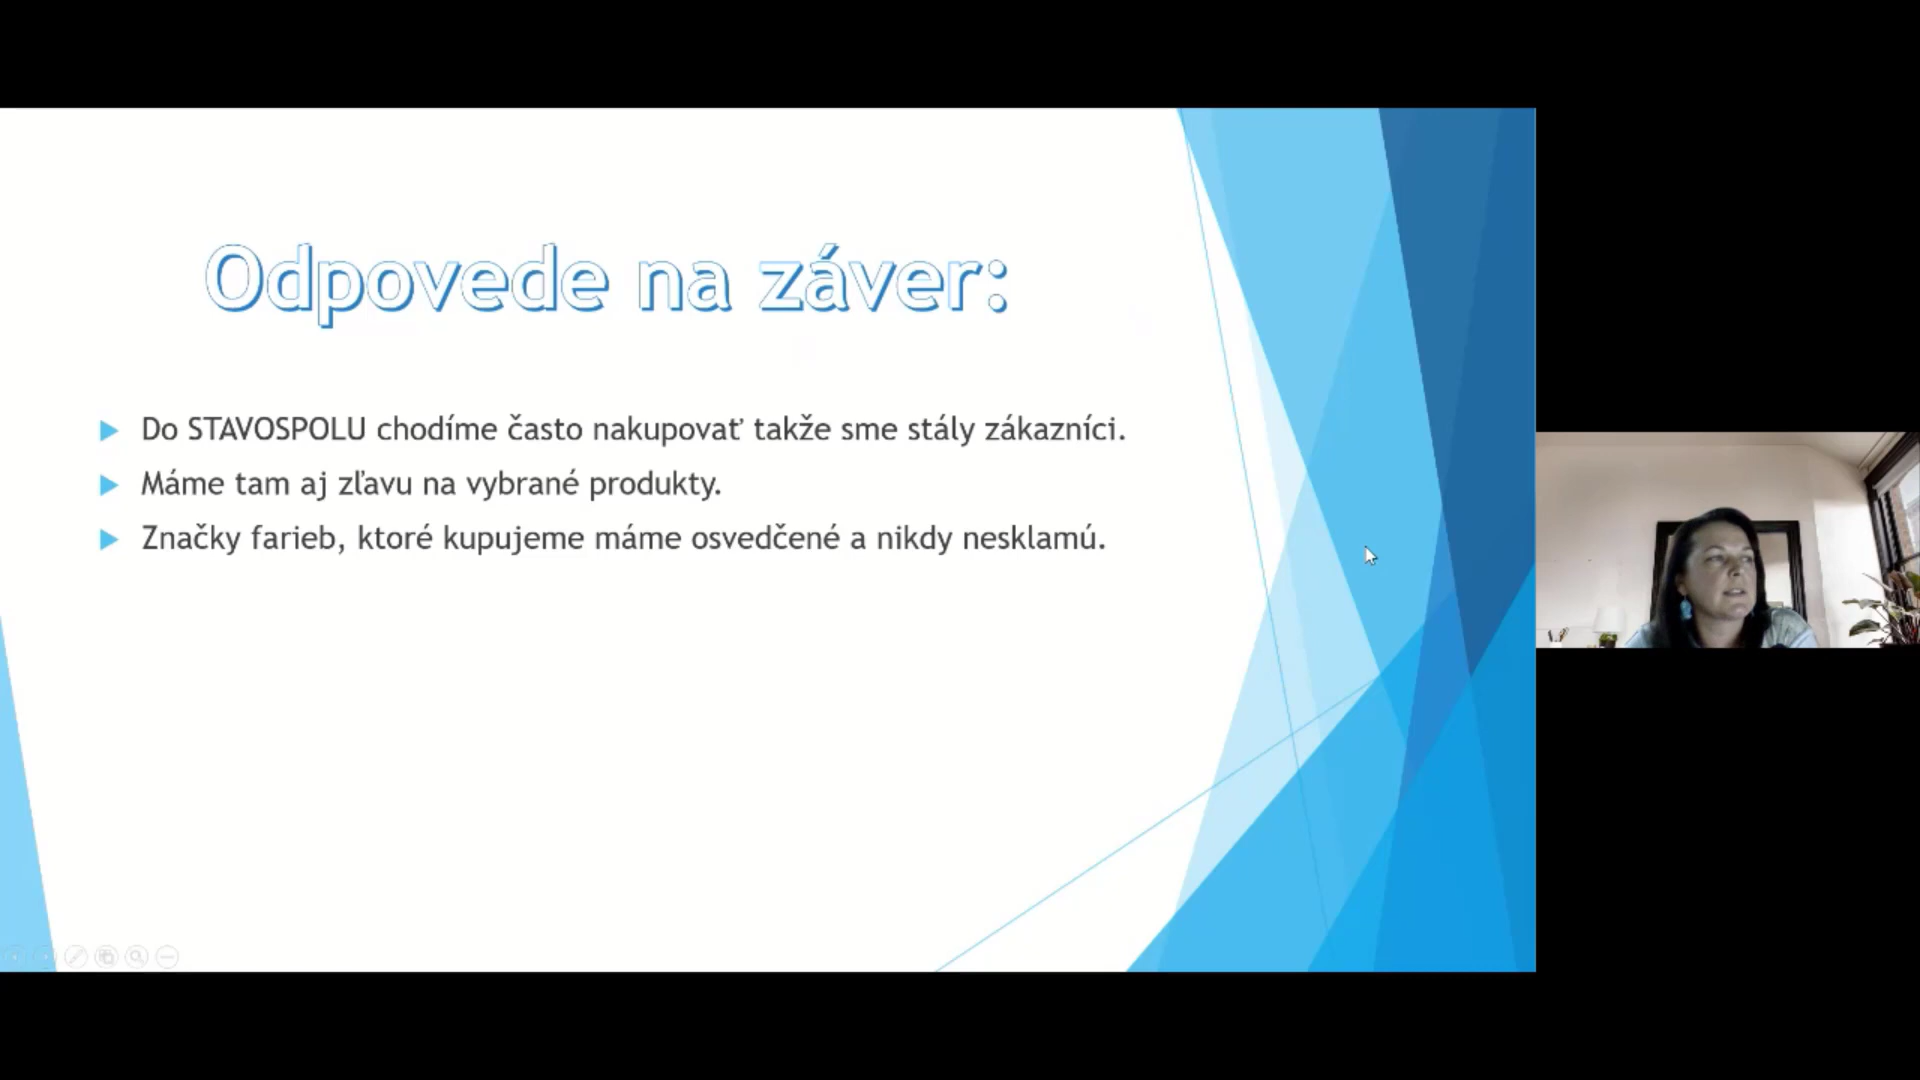 Odpovede na záver:
Do STAVOSPOLU chodíme často nakupovať takže sme stály zákazníci.
Máme tam aj zľavu na vybrané produkty.
Značky farieb, ktoré kupujeme máme osvedčené a nikdy nesklamú.